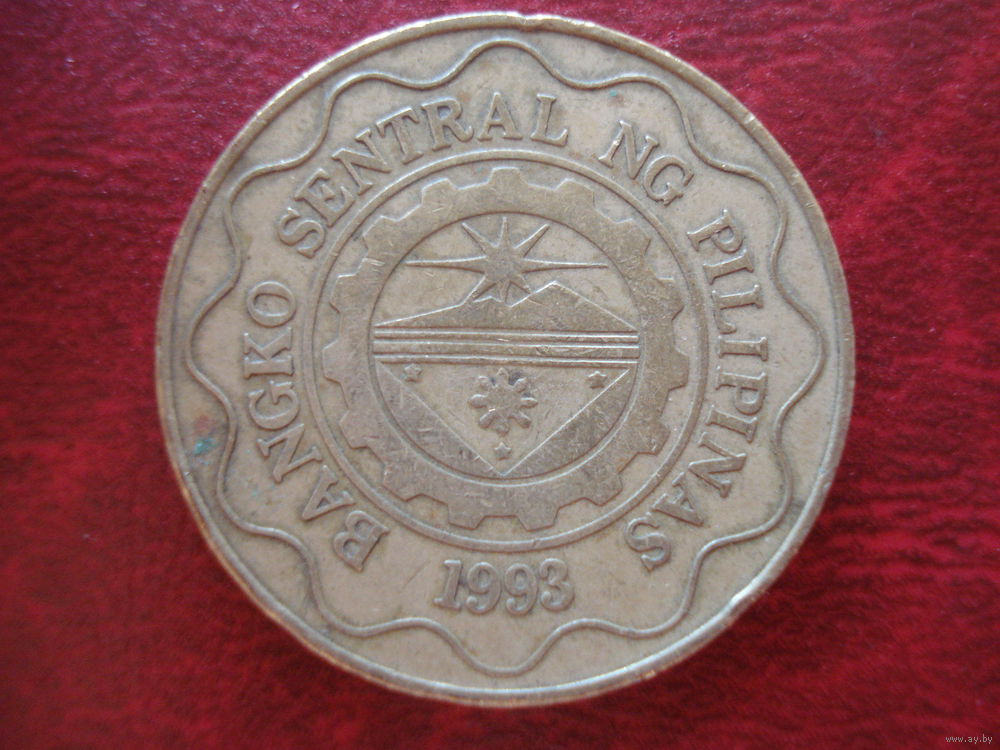 BANGKO SENTRAL NG PILIPINAS
1993
www.ay.by